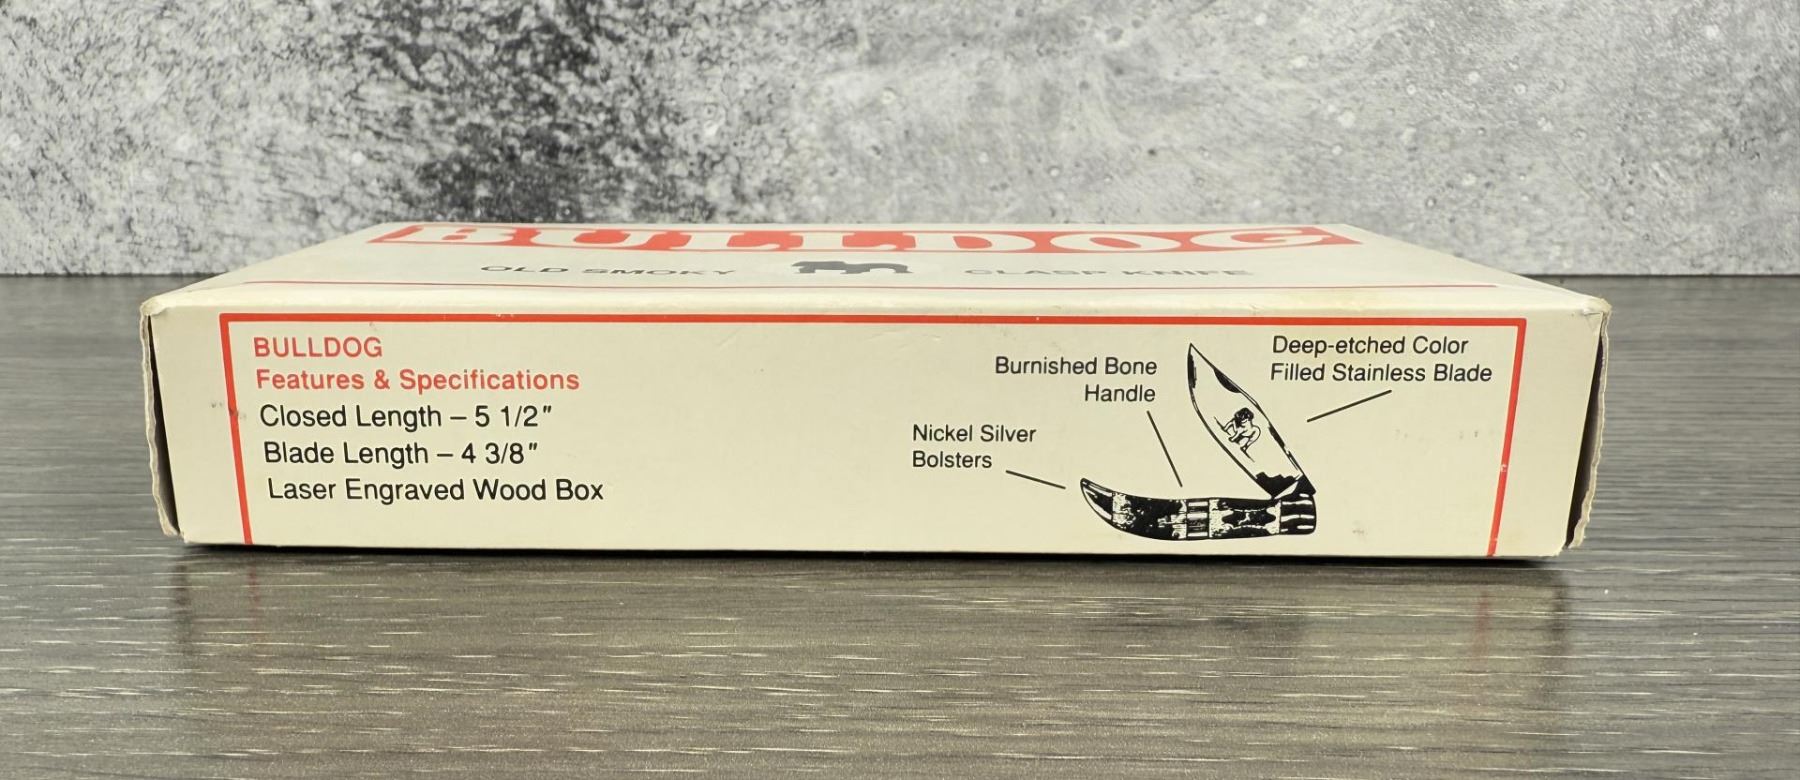 BULLDOG
OLD SMOKY CLASP KNIFE
BULLDOG
Features & Specifications
Closed Length – 5 1/2"
Blade Length – 4 3/8"
Laser Engraved Wood Box
Nickel Silver
Bolsters
Burnished Bone
Handle
Deep-etched Color
Filled Stainless Blade